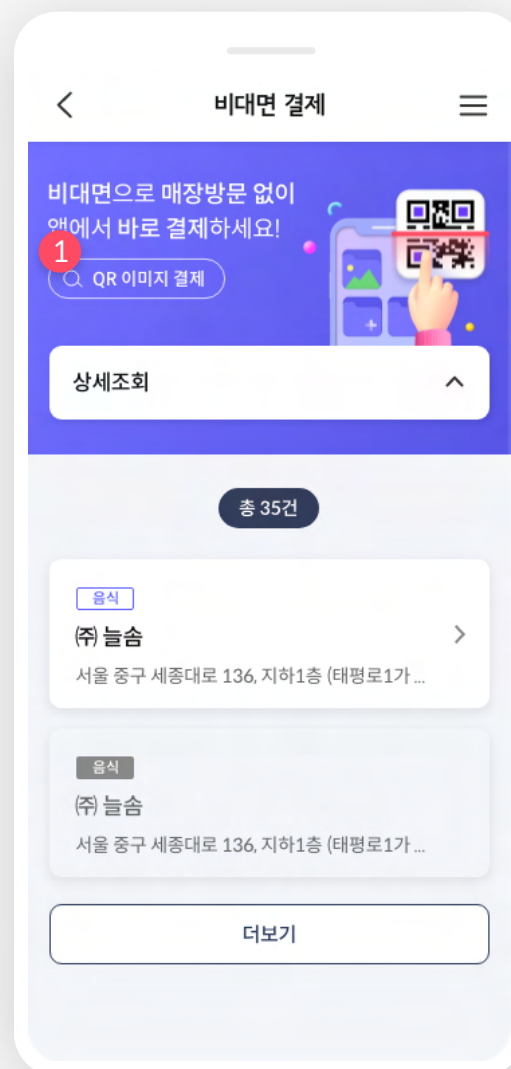 비대면 결제
비대면으로 매장방문 없이
앱에서 바로 결제하세요!
1
QR 이미지 결제
상세조회
총 35건
음식
㈜ 늘솜
서울 중구 세종대로 136, 지하1층 (태평로1가 ...
음식
㈜ 늘솜
서울 중구 세종대로 136, 지하1층 (태평로1가 ...
더보기